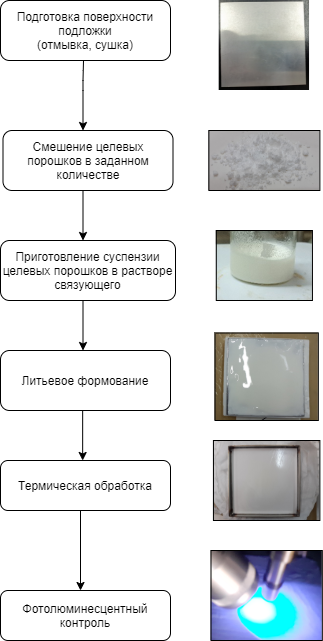 Подготовка поверхности
подложки
(отмывка, сушка)
Смешение целевых
порошков в заданном
количестве
Приготовление суспензии
целевых порошков в растворе
связующего
Литьевое формование
Термическая обработка
Фотолюминесцентный
контроль